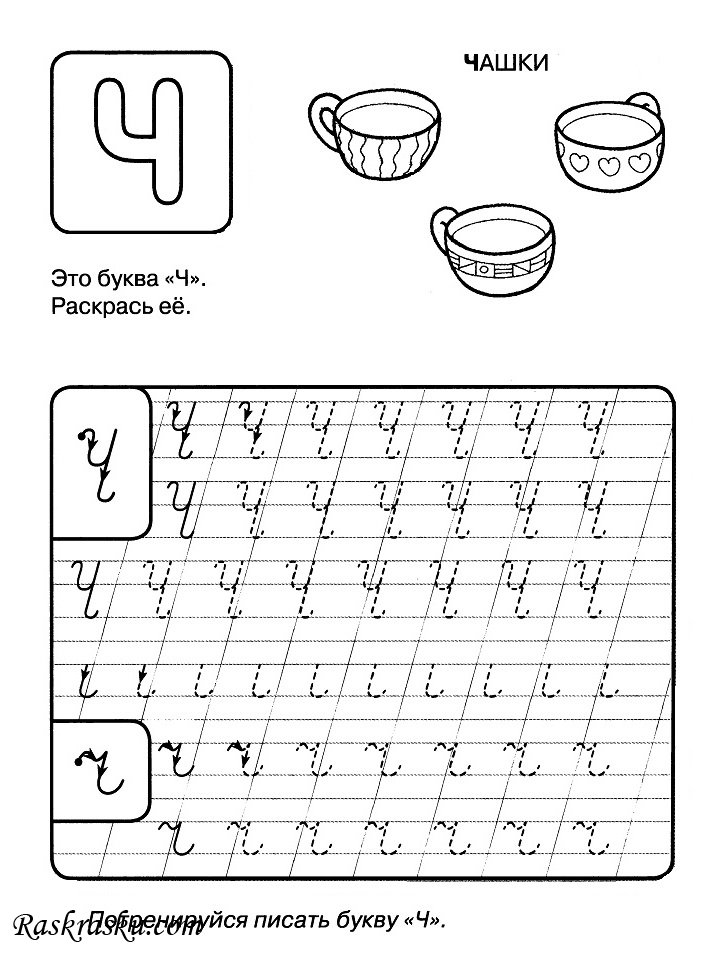 Ч
ЧАШКИ
Это буква «Ч».
Раскрась её.
Ч
Ч Ч Ч Ч Ч Ч Ч
Ч Ч Ч Ч Ч Ч Ч
Ч Ч Ч Ч Ч Ч Ч Ч
ч
ч ч ч ч ч ч ч
ч ч ч ч ч ч ч
Потренируйся писать букву «Ч».
Raskrasku.com